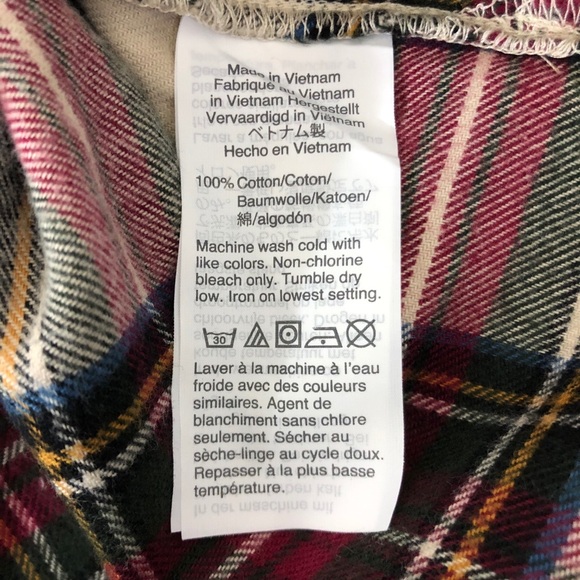 Made in Vietnam
Fabriqué au Vietnam
in Vietnam Hergestellt
Vervaardigd in Vietnam
ベトナム製
Hecho en Vietnam
100% Cotton/Coton/
Baumwolle/Katoen/
綿/algodón
Machine wash cold with
like colors. Non-chlorine
bleach only. Tumble dry
low. Iron on lowest setting.
30
Laver à la machine à l'eau
froide avec des couleurs
similaires. Agent de
blanchiment sans chlore
seulement. Sécher au
sèche-linge au cycle doux.
Repasser à la plus basse
température.